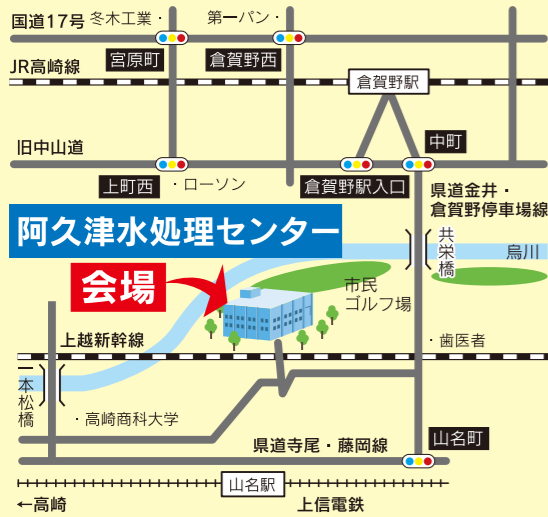 国道17号
冬木工業・
第一パン・
宮原町
倉賀野西
JR高崎線
倉賀野駅
旧中山道
中町
上町西
・ローソン
倉賀野駅入口
県道金井・
倉賀野停車場線
阿久津水処理センター
共栄橋
烏川
会場
市民
ゴルフ場
上越新幹線
・歯医者
一本松橋
・高崎商科大学
県道寺尾・藤岡線
山名町
山名駅
←高崎
上信電鉄